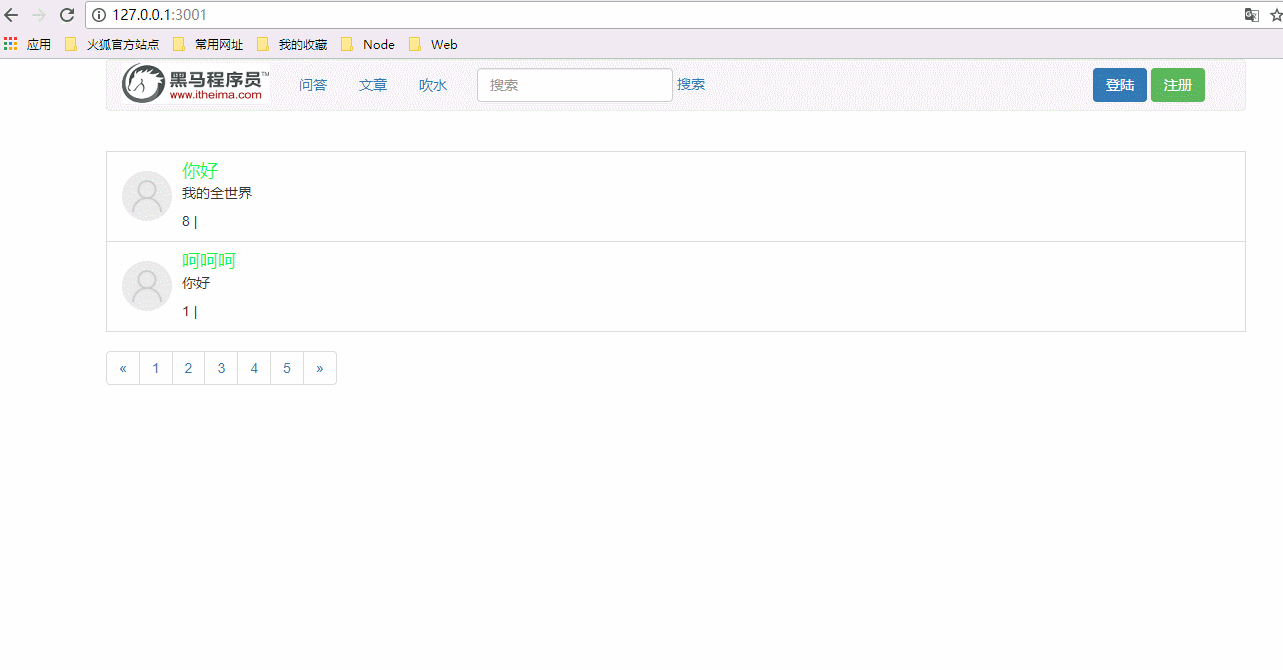 127.0.0.1:3001
应用 火狐官方站点 常用网址 我的收藏 Node Web
黑马程序员™ 问答 文章 吹水 搜索 搜索 登陆 注册
www.itheima.com
你好
我的全世界
8 |
呵呵呵
你好
1 |
« 1 2 3 4 5 »